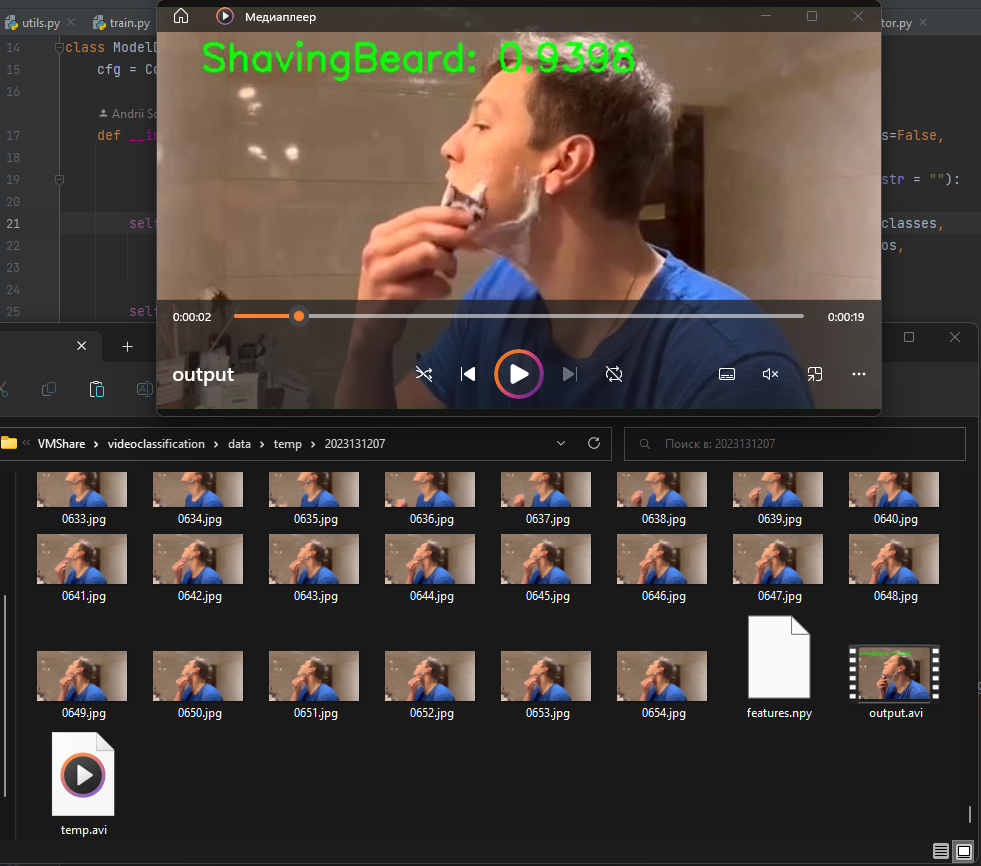 utils.py
train.py
Медиаплеер
tor.py
14 class ModelD
15 cfg = Co
16
Andrii So
17 def __in
s=False,
18
19 str = ""):
20
21 self
classes,
22 os,
23
24
25 self
ShavingBeard: 0.9398
0:00:02
0:00:19
output
VMShare videoclassification data temp 2023131207
Поиск в: 2023131207
0633.jpg 0634.jpg 0635.jpg 0636.jpg 0637.jpg 0638.jpg 0639.jpg 0640.jpg
0641.jpg 0642.jpg 0643.jpg 0644.jpg 0645.jpg 0646.jpg 0647.jpg 0648.jpg
0649.jpg 0650.jpg 0651.jpg 0652.jpg 0653.jpg 0654.jpg features.npy output.avi
temp.avi